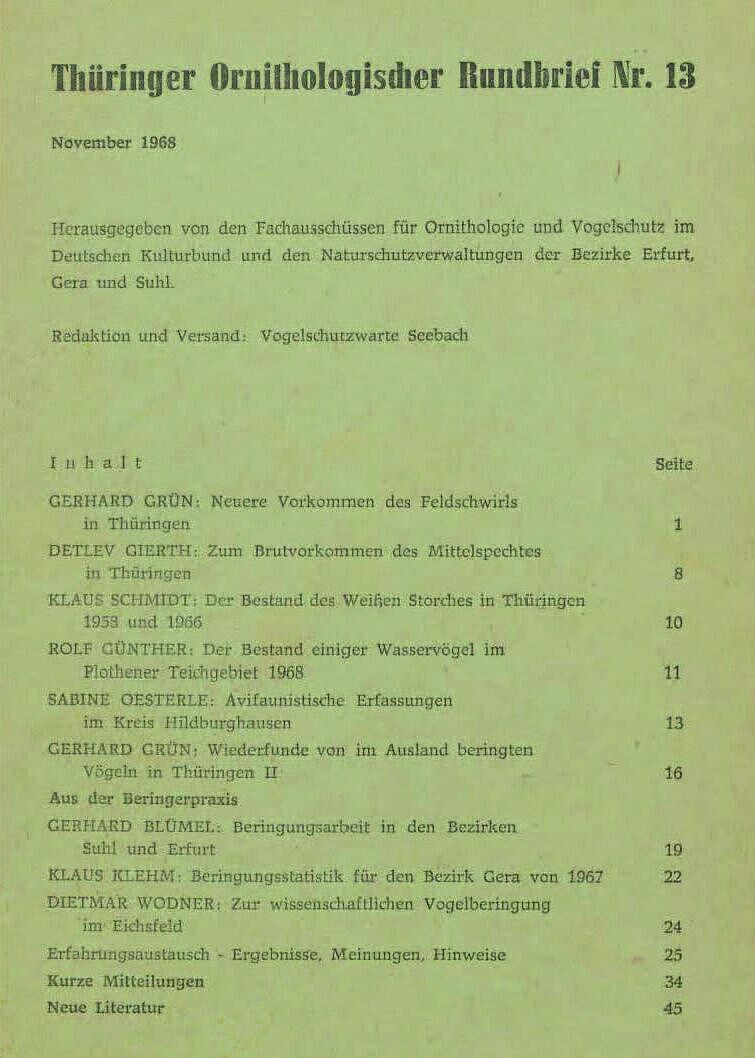 Thüringer Ornithologischer Rundbrief Nr. 13
November 1968
Herausgegeben von den Fachausschüssen für Ornithologie und Vogelschutz im
Deutschen Kulturbund und den Naturschutzverwaltungen der Bezirke Erfurt,
Gera und Suhl.
Redaktion und Versand: Vogelschutzwarte Seebach
Inhalt Seite
GERHARD GRÜN: Neuere Vorkommen des Feldschwirls
in Thüringen 1
DETLEV GIERTH: Zum Brutvorkommen des Mittelspechtes
in Thüringen 8
KLAUS SCHMIDT: Der Bestand des Weißen Storches in Thüringen
1958 und 1966 10
ROLF GÜNTHER: Der Bestand einiger Wasservögel im
Plothener Teichgebiet 1968 11
SABINE OESTERLE: Avifaunistische Erfassungen
im Kreis Hildburghausen 13
GERHARD GRÜN: Wiederfunde von im Ausland beringten
Vögeln in Thüringen II 16
Aus der Beringerpraxis
GERHARD BLÜMEL: Beringungsarbeit in den Bezirken
Suhl und Erfurt 19
KLAUS KLEHM: Beringungsstatistik für den Bezirk Gera von 1967 22
DIETMAR WODNER: Zur wissenschaftlichen Vogelberingung
im Eichsfeld 24
Erfahrungsaustausch - Ergebnisse, Meinungen, Hinweise 25
Kurze Mitteilungen 34
Neue Literatur 45